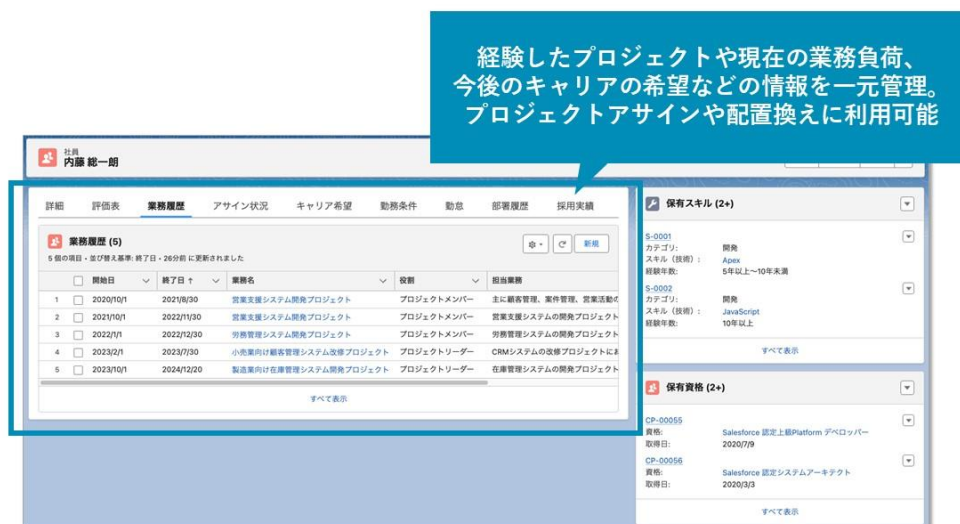 経験したプロジェクトや現在の業務負荷、
今後のキャリアの希望などの情報を一元管理。
プロジェクトアサインや配置換えに利用可能
社員
内藤 総一朗
詳細 評価表 業務履歴 アサイン状況 キャリア希望 勤務条件 勤怠 部署履歴 採用実績
業務履歴 (5)
5 個の項目・並び替え基準: 終了日・26分前 に更新されました
新規
開始日 終了日 ↑ 業務名 役割 担当業務
1 2020/10/1 2021/8/30 営業支援システム開発プロジェクト プロジェクトメンバー 主に顧客管理、案件管理、営業活動の
2 2021/10/1 2022/11/30 営業支援システム開発プロジェクト プロジェクトメンバー 営業支援システムの開発プロジェクト
3 2022/1/1 2022/12/30 労務管理システム開発プロジェクト プロジェクトメンバー 労務管理システムの開発プロジェクト
4 2023/2/1 2023/7/30 小売業向け顧客管理システム改修プロジェクト プロジェクトリーダー CRMシステムの改修プロジェクトにお
5 2023/10/1 2024/12/20 製造業向け在庫管理システム開発プロジェクト プロジェクトリーダー 在庫管理システムの開発プロジェクト
すべて表示
保有スキル (2+)
S-0001
カテゴリ: 開発
スキル（技術）: Apex
経験年数: 5年以上～10年未満
S-0002
カテゴリ: 開発
スキル（技術）: JavaScript
経験年数: 10年以上
すべて表示
保有資格 (2+)
CP-00055
資格: Salesforce 認定上級Platform デベロッパー
取得日: 2020/7/9
CP-00056
資格: Salesforce 認定システムアーキテクト
取得日: 2020/3/3
すべて表示